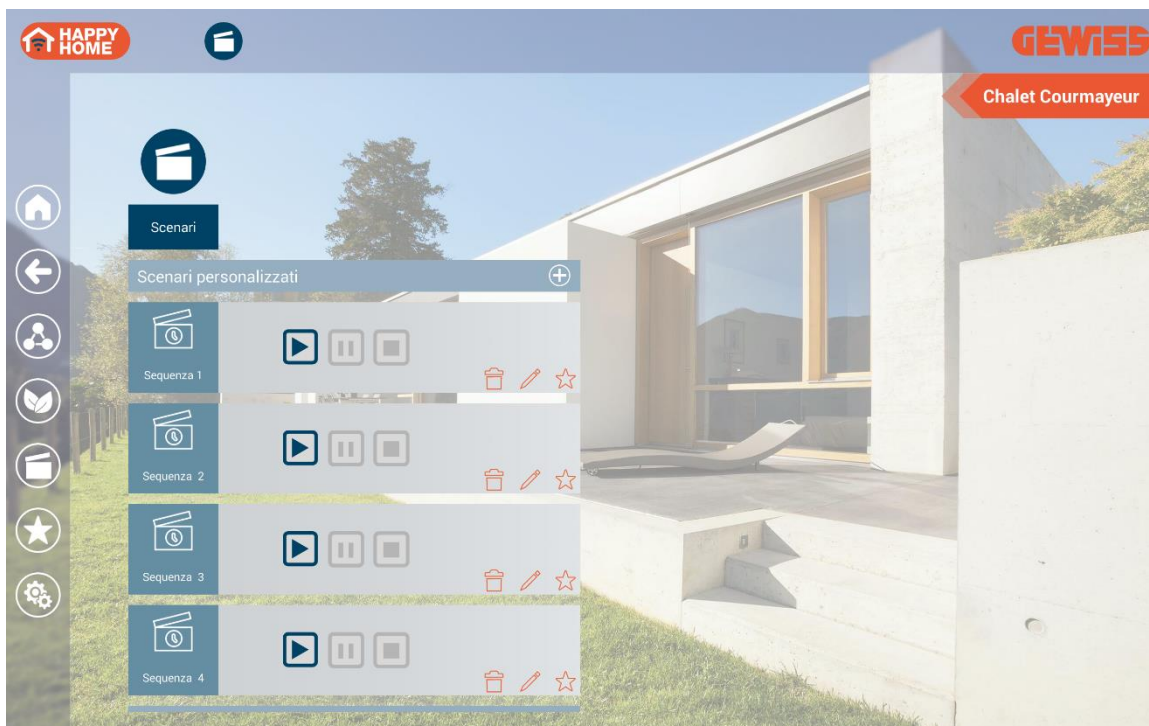 HAPPY
HOME
GEWISS
Chalet Courmayeur
Scenari
Scenari personalizzati
Sequenza 1
Sequenza 2
Sequenza 3
Sequenza 4